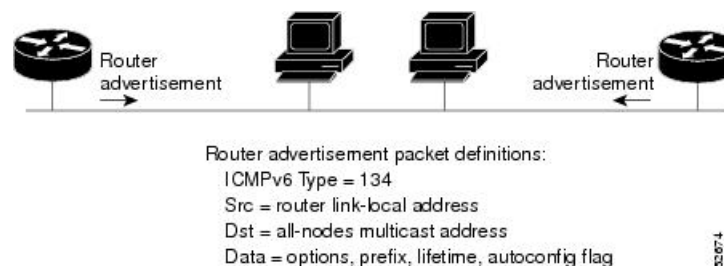 Router
advertisement
Router
advertisement
Router advertisement packet definitions:
ICMPv6 Type = 134
Src = router link-local address
Dst = all-nodes multicast address
Data = options, prefix, lifetime, autoconfig flag
52674